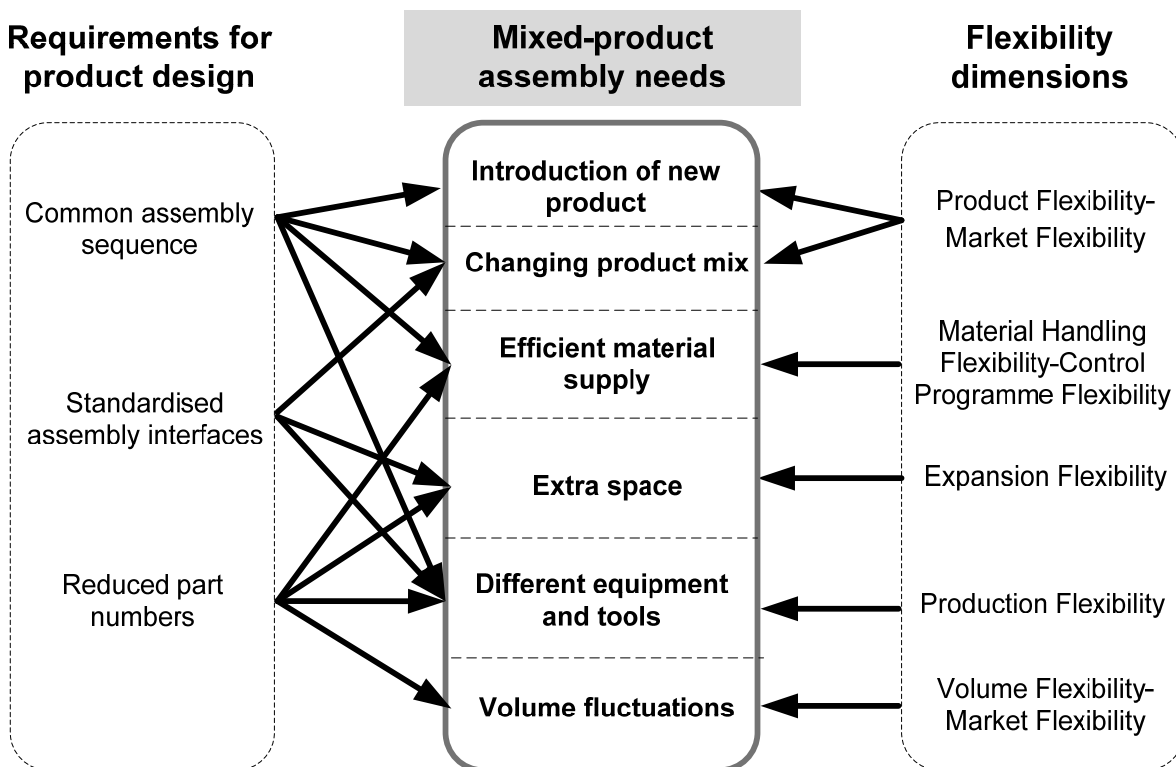 Requirements for
product design
Mixed-product
assembly needs
Flexibility
dimensions
Common assembly
sequence
Standardised
assembly interfaces
Reduced part
numbers
Introduction of new
product
Changing product mix
Efficient material
supply
Extra space
Different equipment
and tools
Volume fluctuations
Product Flexibility-
Market Flexibility
Material Handling
Flexibility-Control
Programme Flexibility
Expansion Flexibility
Production Flexibility
Volume Flexibility-
Market Flexibility